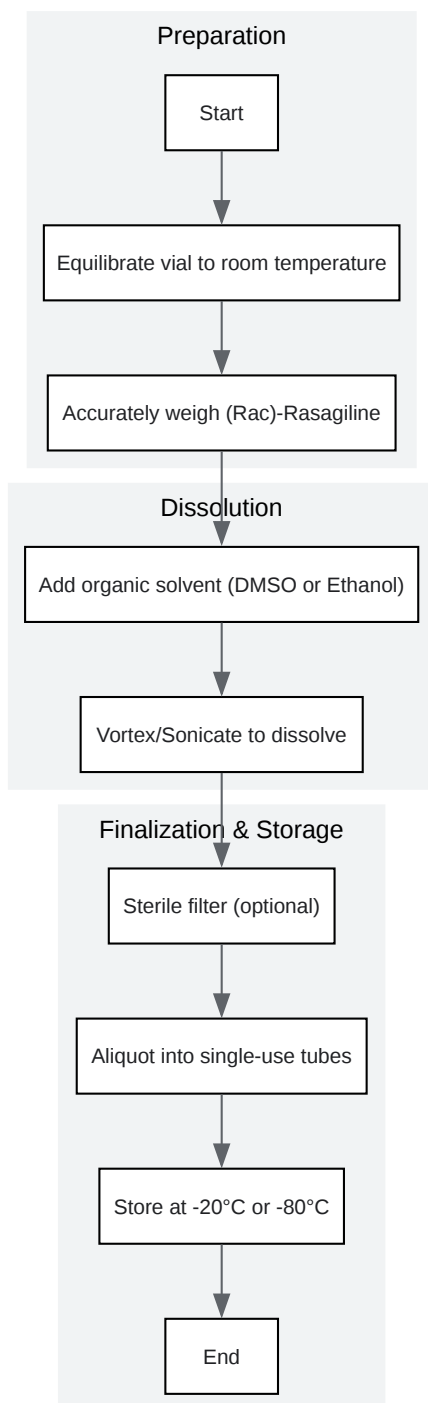 Preparation
Start
Equilibrate vial to room temperature
Accurately weigh (Rac)-Rasagiline
Dissolution
Add organic solvent (DMSO or Ethanol)
Vortex/Sonicate to dissolve
Finalization & Storage
Sterile filter (optional)
Aliquot into single-use tubes
Store at -20°C or -80°C
End